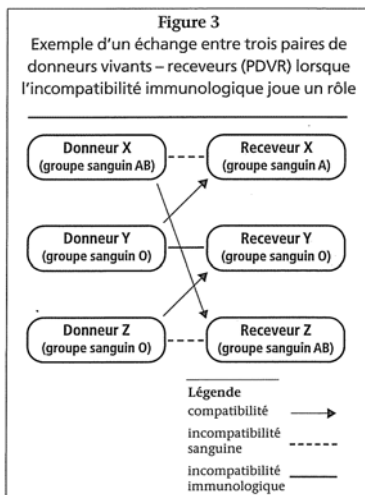 Figure 3
Exemple d'un échange entre trois paires de
donneurs vivants – receveurs (PDVR) lorsque
l'incompatibilité immunologique joue un rôle
Donneur X
(groupe sanguin AB)
Receveur X
(groupe sanguin A)
Donneur Y
(groupe sanguin O)
Receveur Y
(groupe sanguin O)
Donneur Z
(groupe sanguin O)
Receveur Z
(groupe sanguin AB)
Légende
compatibilité
incompatibilité
sanguine
incompatibilité
immunologique